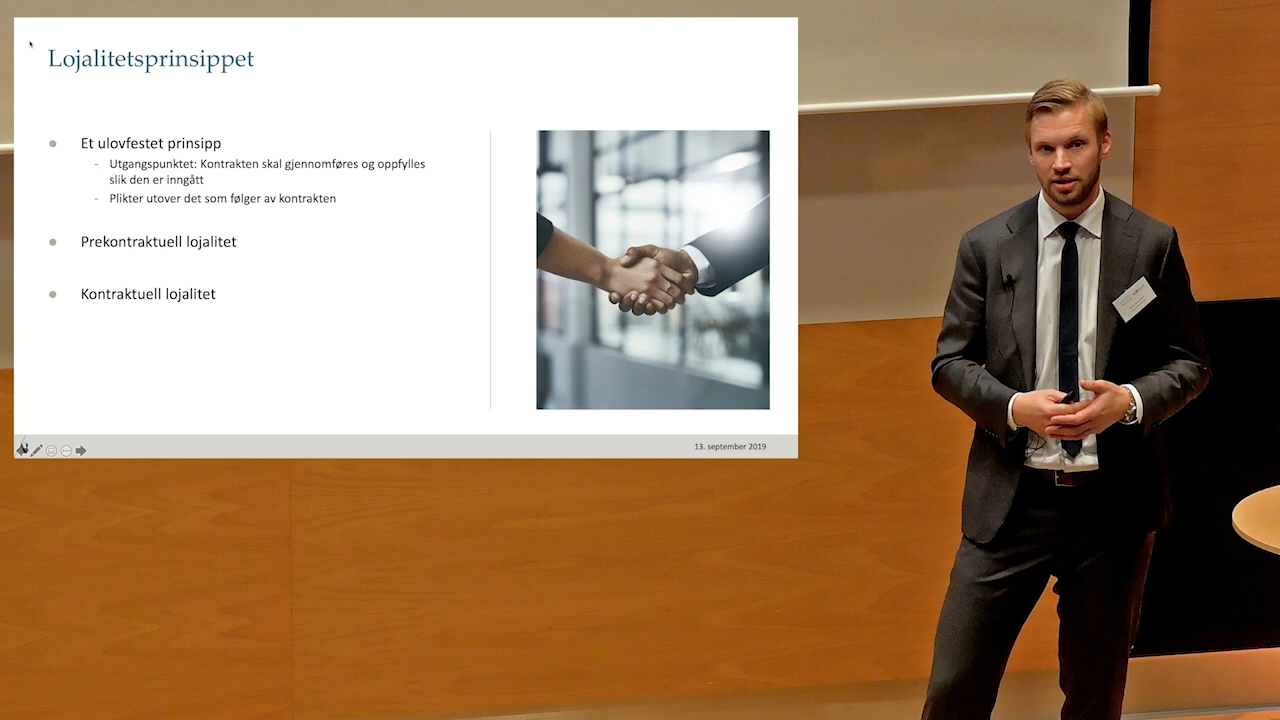 Lojalitetsprinsippet
Et ulovfestet prinsipp
- Utgangspunktet: Kontrakten skal gjennomføres og oppfylles
slik den er inngått
- Plikter utover det som følger av kontrakten
Prekontraktuell lojalitet
Kontraktuell lojalitet
13. september 2019